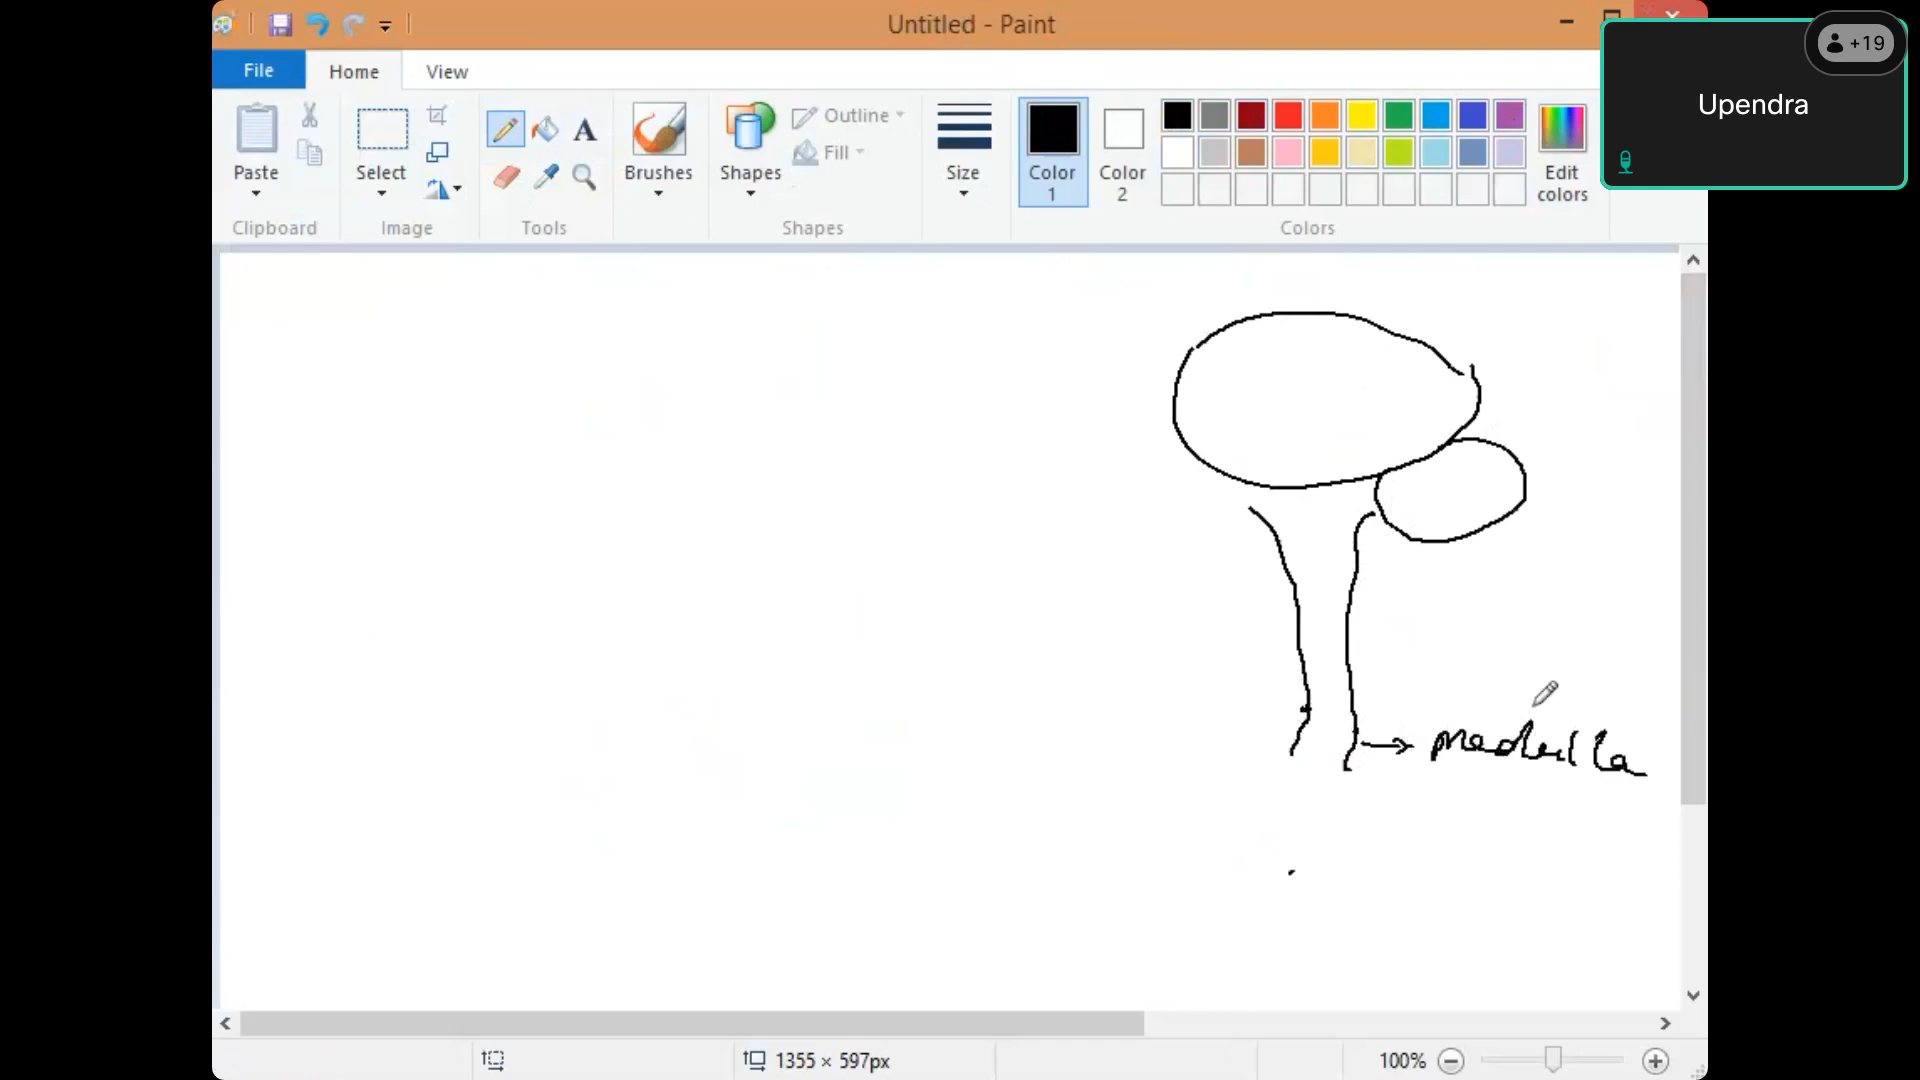 Untitled - Paint
+19
Upendra
File Home View
Paste
Select
Brushes
Shapes
Outline
Fill
Size
Color 1
Color 2
Edit colors
Clipboard
Image
Tools
Shapes
Colors
medulla
1355 × 597px
100%